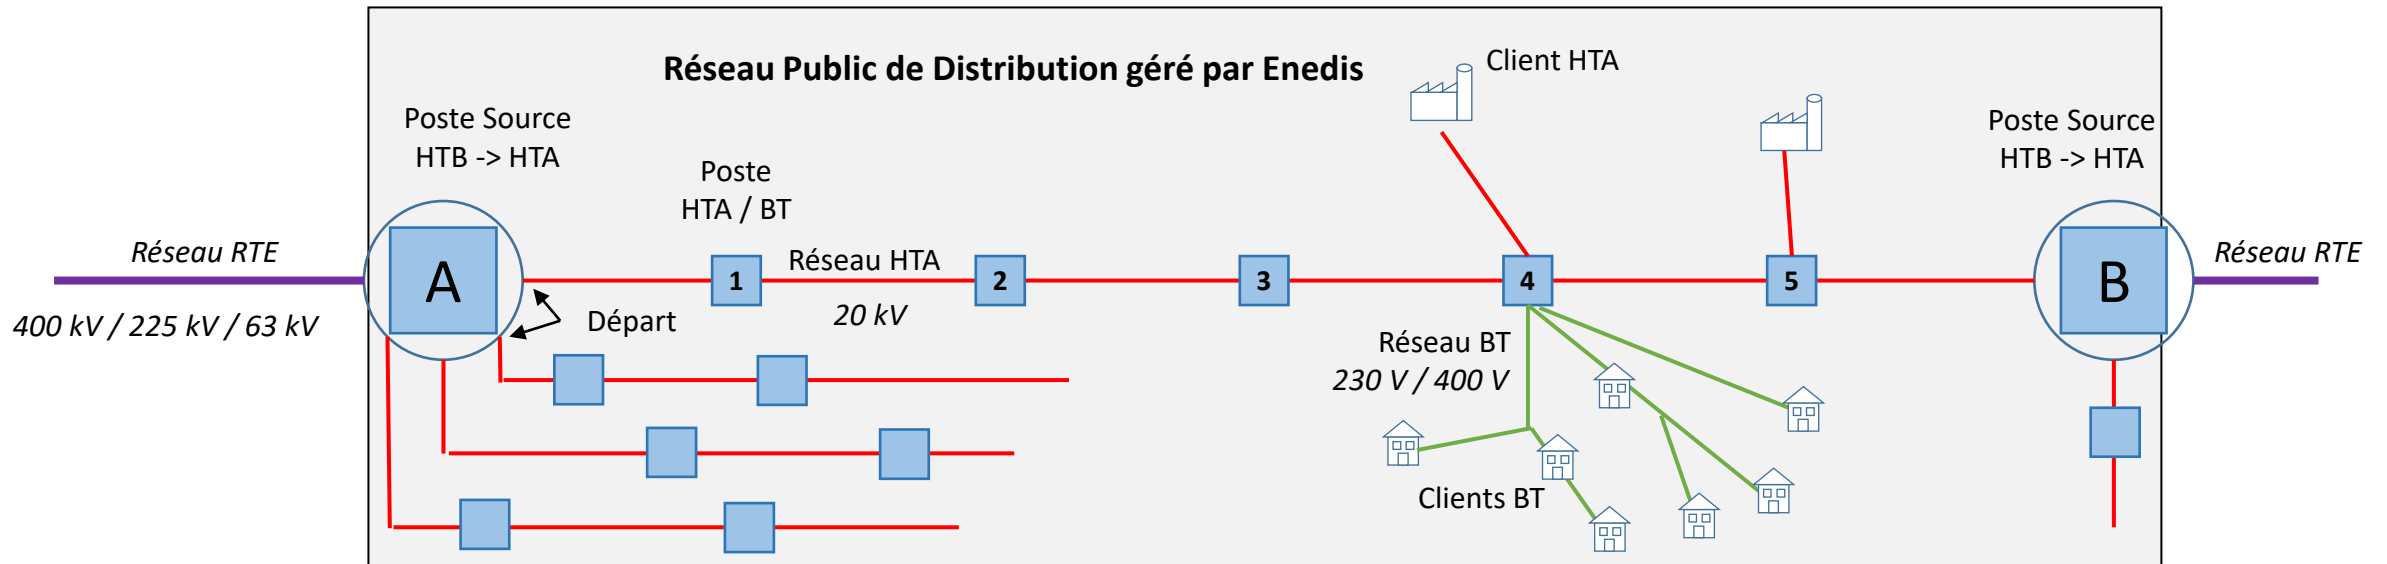 Réseau Public de Distribution géré par Enedis
Client HTA
Poste Source
HTB -> HTA
Poste Source
HTB -> HTA
Poste
HTA / BT
Réseau RTE
A
1
Réseau HTA
2
3
4
5
B
Réseau RTE
400 kV / 225 kV / 63 kV
Départ
20 kV
Réseau BT
230 V / 400 V
Clients BT